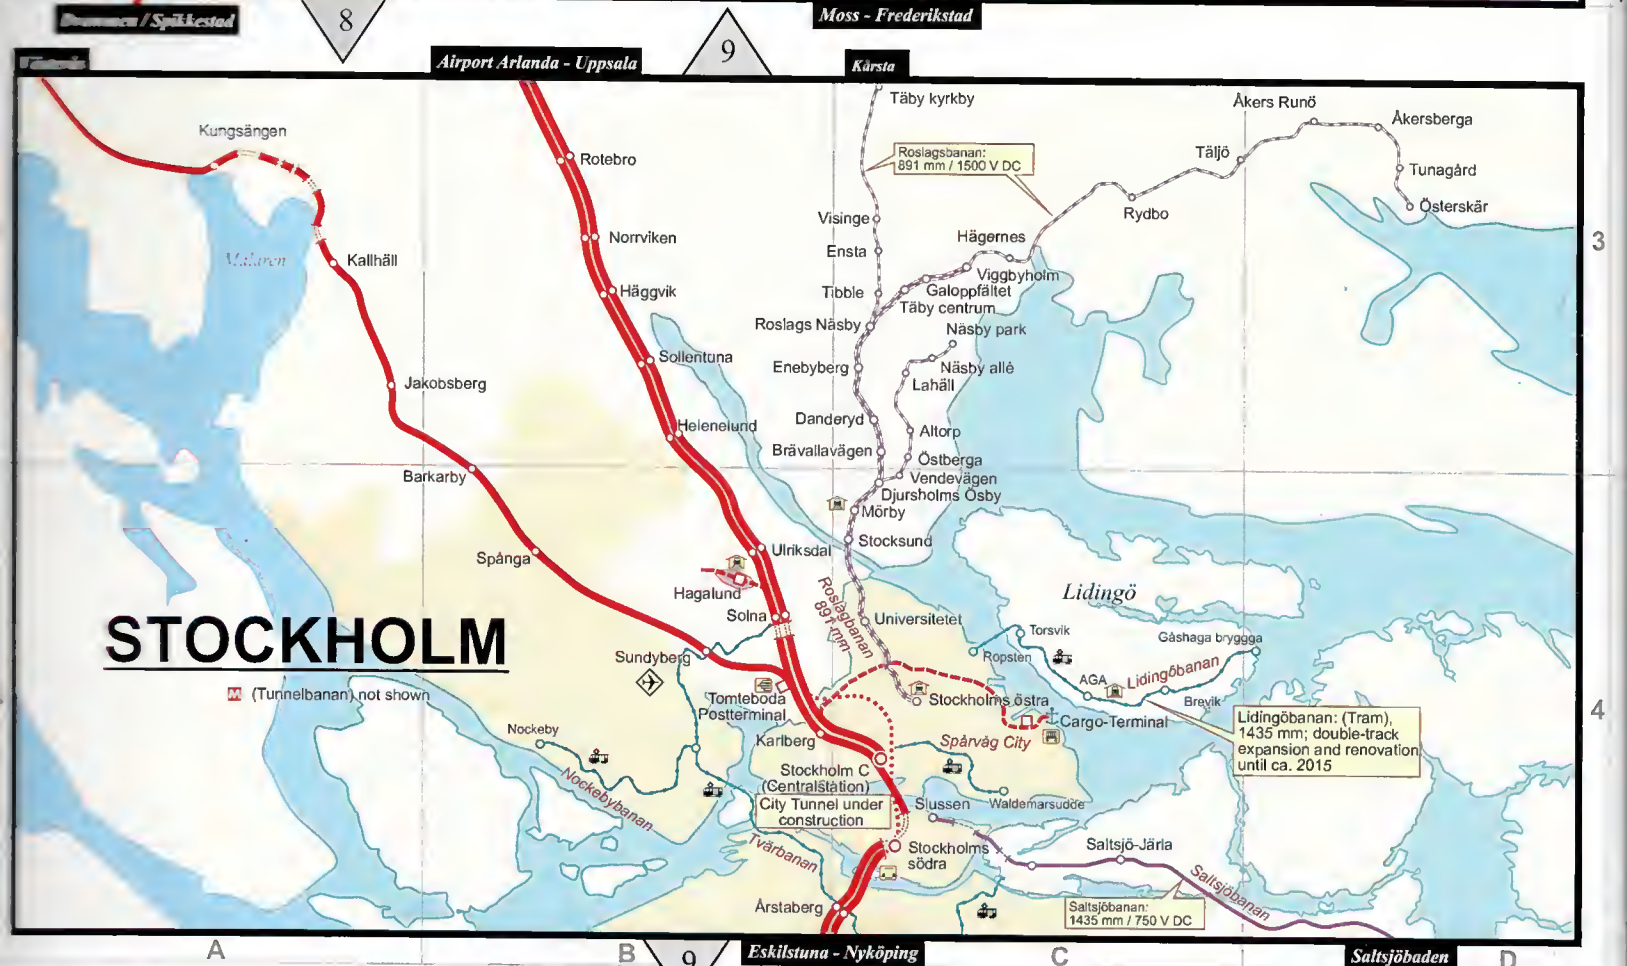 Spikkestad
8
9
Moss - Frederikstad
Airport Arlanda - Uppsala
Kårsta
Täby kyrkby
Åkers Runö
Åkersberga
Kungsängen
Rotebro
Roslagsbanan:
891 mm / 1500 V DC
Täljö
Tunagård
Österskär
Rydbo
Visinge
Norrviken
Hägernes
3
Ensta
Mälaren
Kallhäll
Viggbyholm
Häggvik
Tibble
Galoppfältet
Täby centrum
Roslags Näsby
Näsby park
Sollentuna
Enebyberg
Näsby allé
Jakobsberg
Lahäll
Danderyd
Helenelund
Altorp
Brävallavägen
Östberga
Barkarby
Vendevägen
Djursholms Ösby
Mörby
Stocksund
Ulriksdal
Spånga
Hagalund
Lidingö
Roslagbanan
891 mm
Solna
Universitetet
Torsvik
Gåshaga bryggga
STOCKHOLM
Sundyberg
Ropsten
AGA
Lidingöbanan
M (Tunnelbanan) not shown
Tomteboda
Postterminal
Stockholms östra
Brevik
Cargo-Terminal
4
Nockeby
Karlberg
Spårvåg City
Lidingöbanan: (Tram),
1435 mm; double-track
expansion and renovation
until ca. 2015
Stockholm C
(Centralstation)
Nockebybanan
City Tunnel under
construction
Slussen
Waldemarsudde
Tvärbanan
Stockholms
södra
Saltsjö-Järla
Saltsjöbanan
Årstaberg
Saltsjöbanan:
1435 mm / 750 V DC
A
B
9
Eskilstuna - Nyköping
C
Saltsjöbaden
D